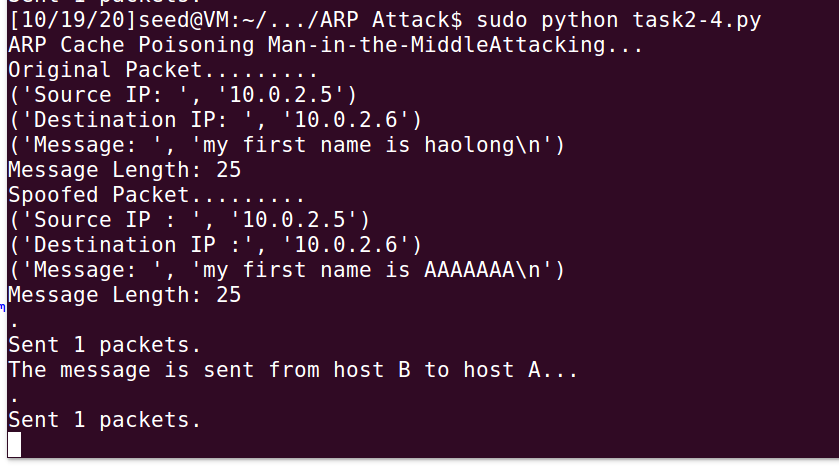 [10/19/20]seed@VM:~/.../ARP Attack$ sudo python task2-4.py
ARP Cache Poisoning Man-in-the-MiddleAttacking...
Original Packet.........
('Source IP: ', '10.0.2.5')
('Destination IP: ', '10.0.2.6')
('Message: ', 'my first name is haolong\n')
Message Length: 25
Spoofed Packet.........
('Source IP : ', '10.0.2.5')
('Destination IP :', '10.0.2.6')
('Message: ', 'my first name is AAAAAAA\n')
Message Length: 25
.
Sent 1 packets.
The message is sent from host B to host A...
.
Sent 1 packets.